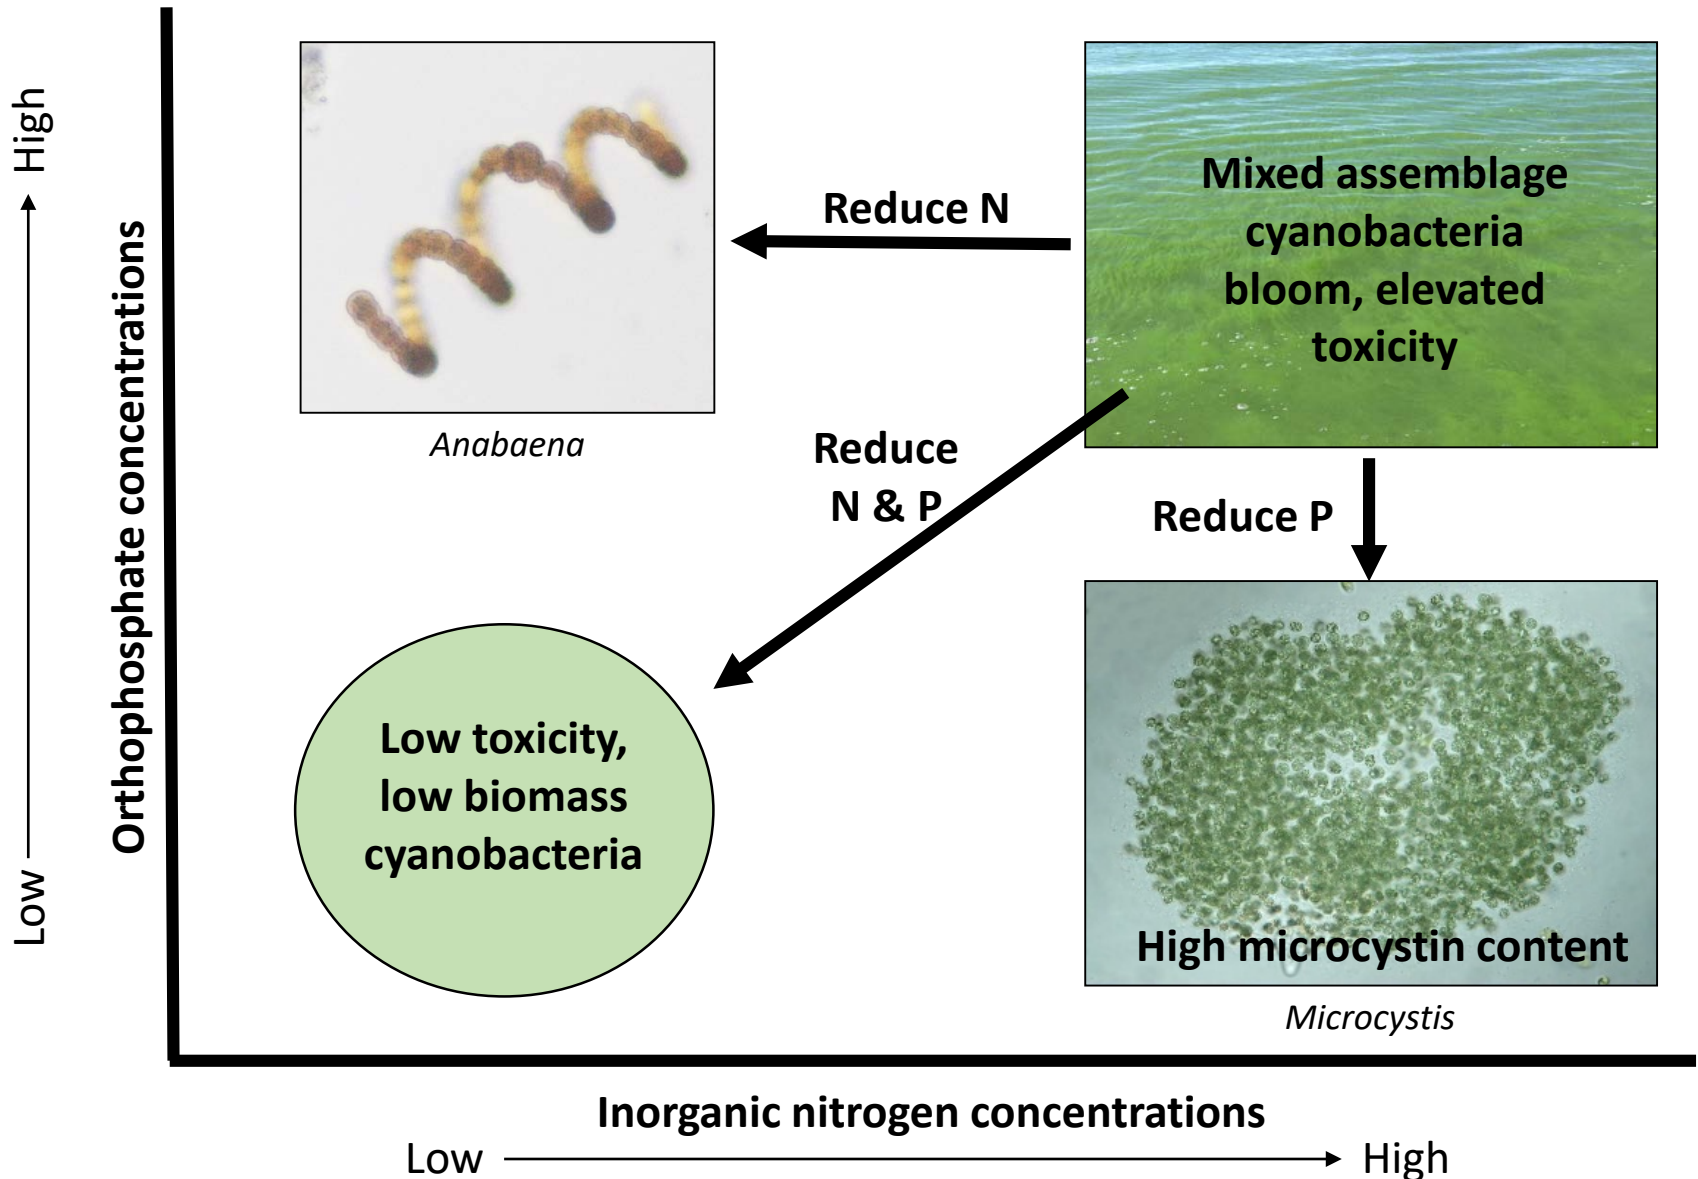 High
Low
Orthophosphate concentrations
Anabaena
Reduce N
Mixed assemblage
cyanobacteria
bloom, elevated
toxicity
Reduce
N & P
Reduce P
Low toxicity,
low biomass
cyanobacteria
High microcystin content
Microcystis
Inorganic nitrogen concentrations
Low
High